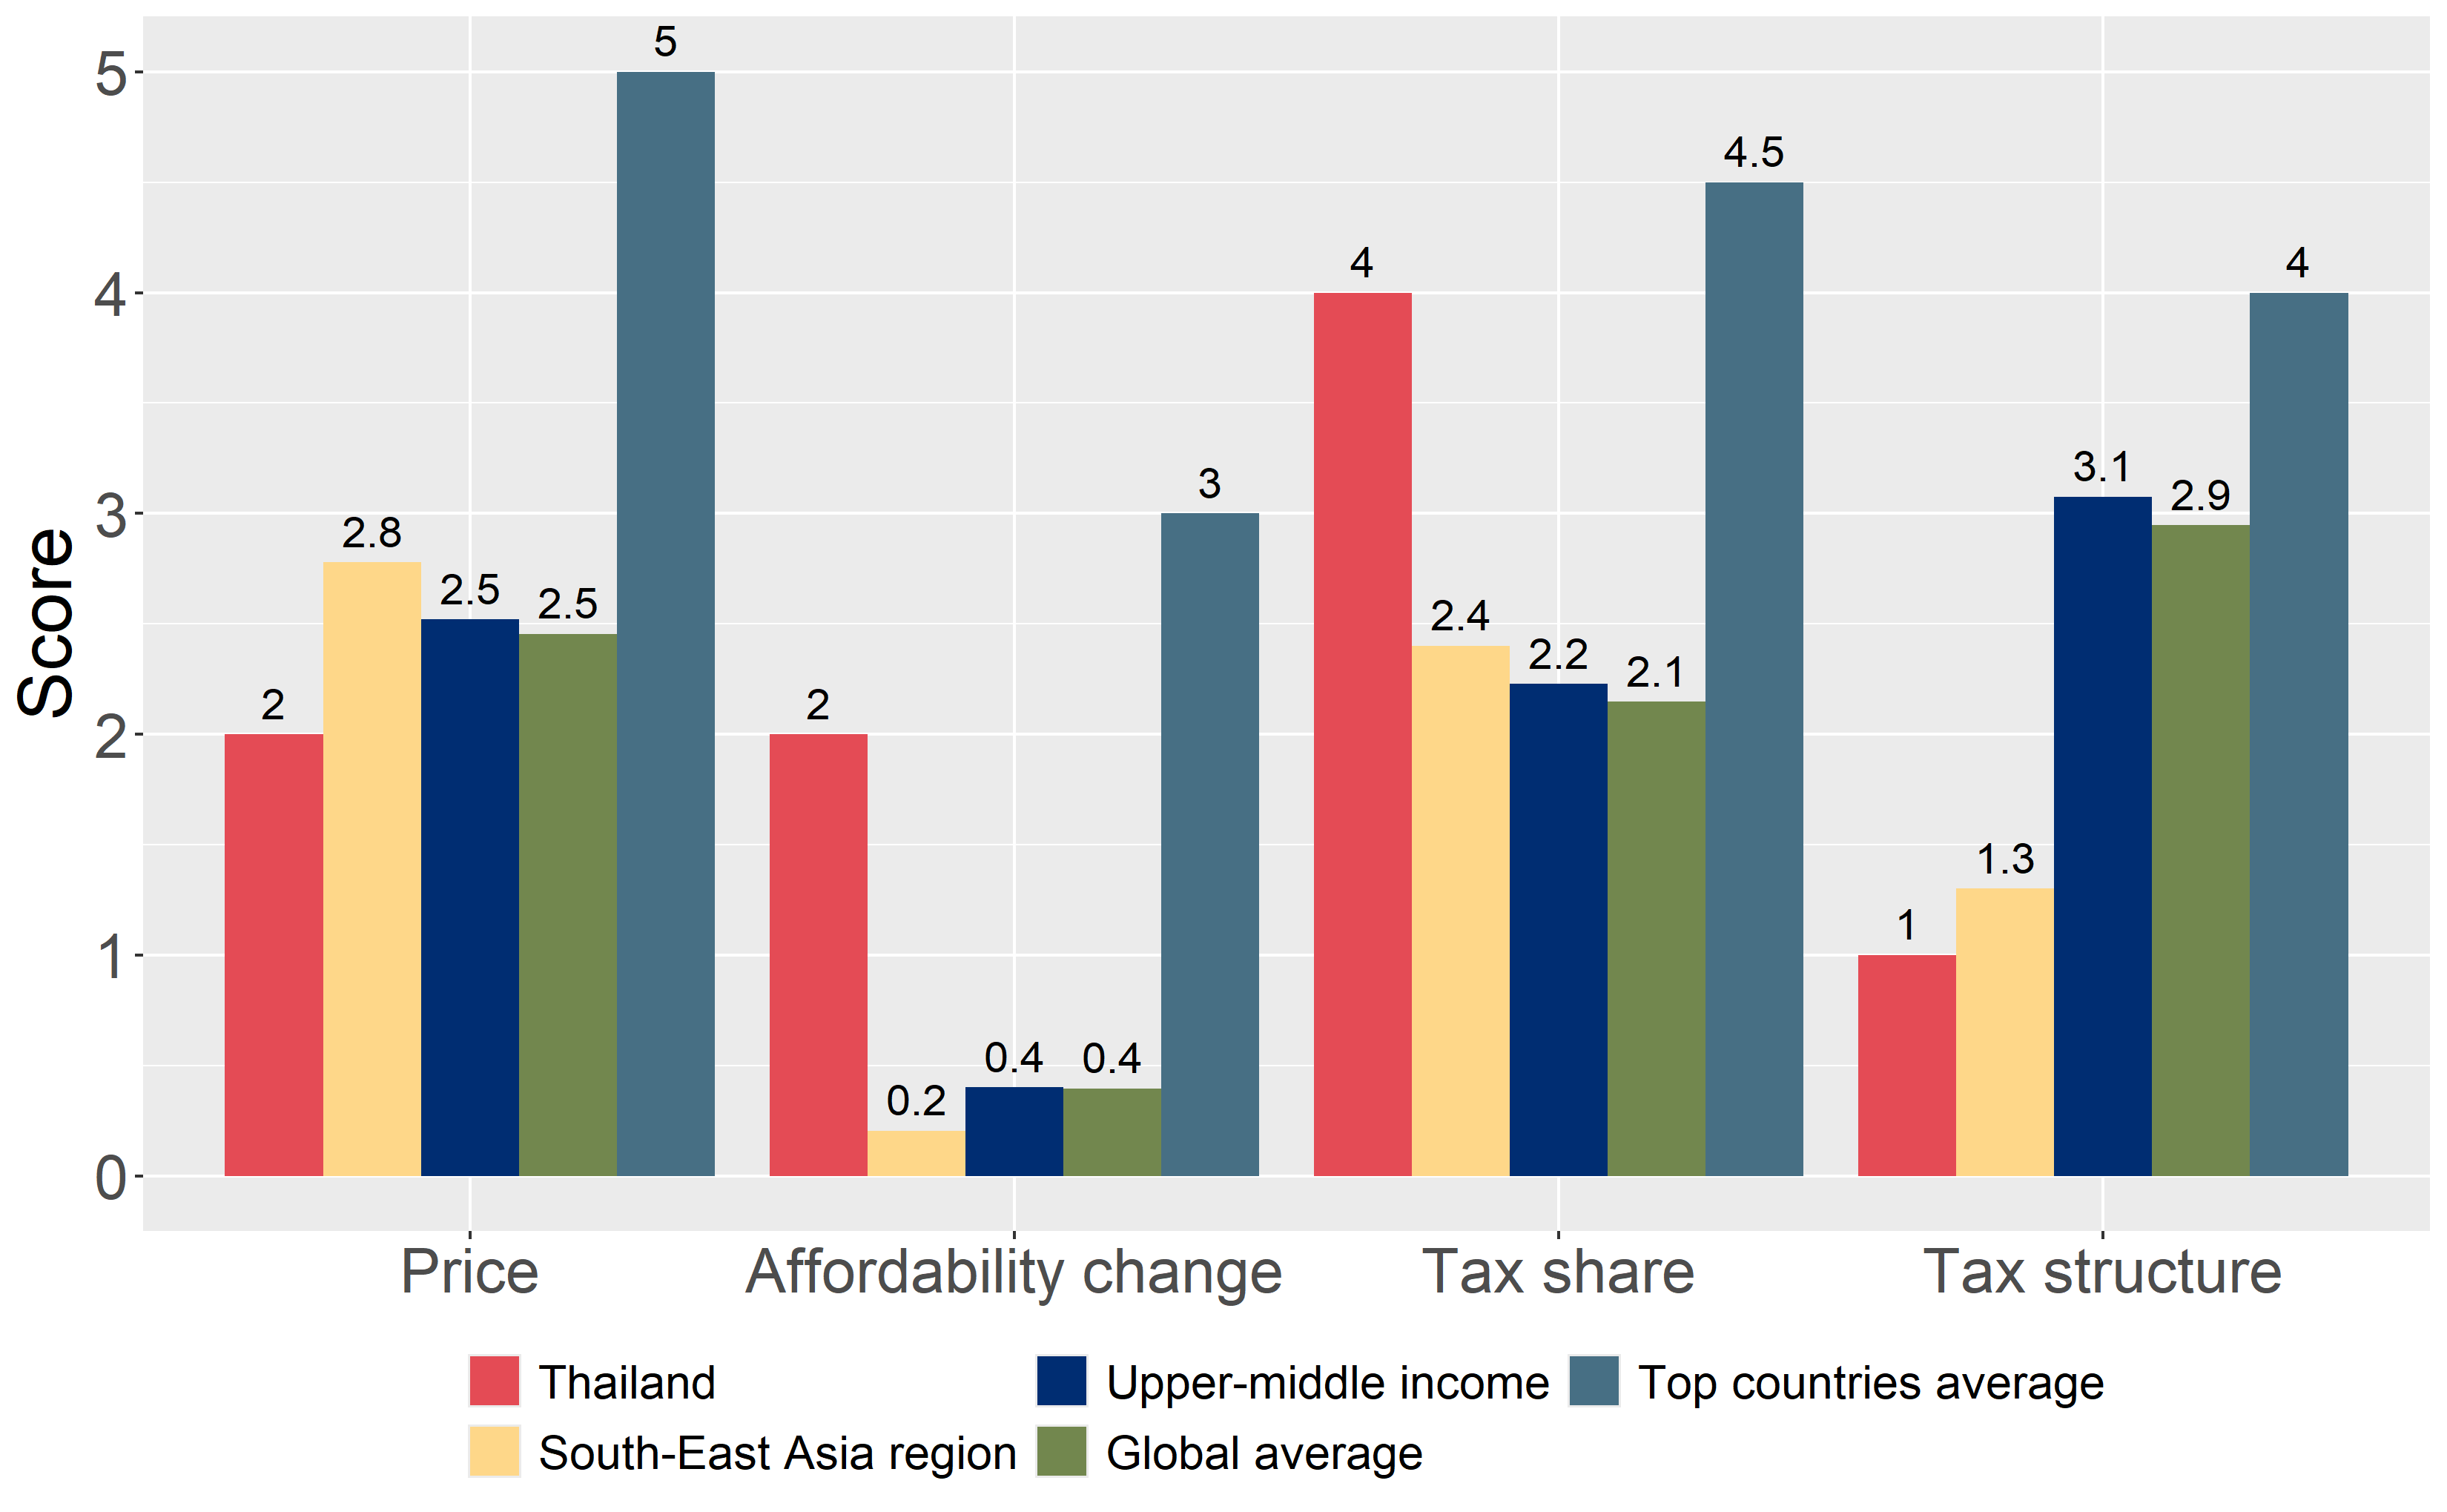 Score
5
4
3
2
1
0
2
2.8
2.5
2.5
5
2
0.2
0.4
0.4
3
4
2.4
2.2
2.1
4.5
1
1.3
3.1
2.9
4
Price
Affordability change
Tax share
Tax structure
Thailand
Upper-middle income
Top countries average
South-East Asia region
Global average